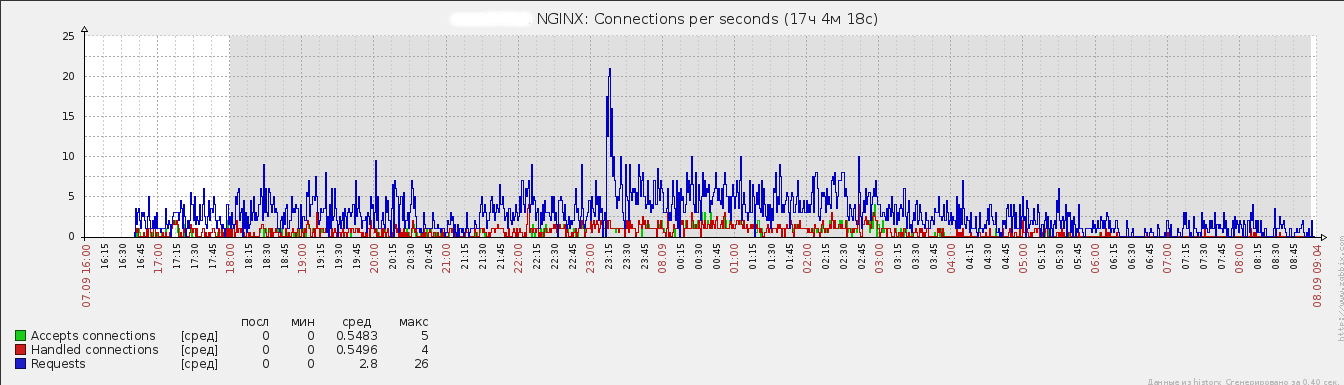 NGINX: Connections per seconds (17ч 4м 18с)
25
20
15
10
5
0
07.09 16:00 16:15 16:30 16:45 17:00 17:15 17:30 17:45 18:00 18:15 18:30 18:45 19:00 19:15 19:30 19:45 20:00 20:15 20:30 20:45 21:00 21:15 21:30 21:45 22:00 22:15 22:30 22:45 23:00 23:15 23:30 23:45 08.09 00:15 00:30 00:45 01:00 01:15 01:30 01:45 02:00 02:15 02:30 02:45 03:00 03:15 03:30 03:45 04:00 04:15 04:30 04:45 05:00 05:15 05:30 05:45 06:00 06:15 06:30 06:45 07:00 07:15 07:30 07:45 08:00 08:15 08:30 08:45 08.09 09:04
посл мин сред макс
Accepts connections [сред] 0 0 0.5483 5
Handled connections [сред] 0 0 0.5496 4
Requests [сред] 0 0 2.8 26
Данные из history. Сгенерировано за 0.40 сек.